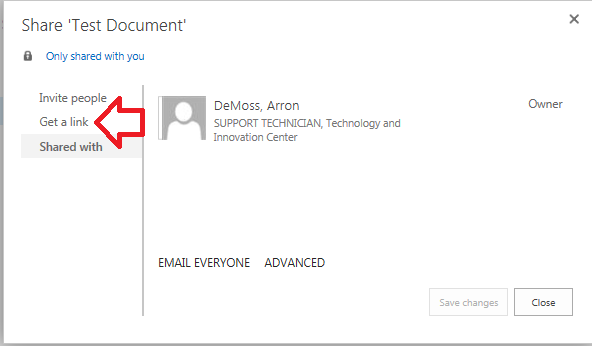 Share 'Test Document'
Only shared with you
Invite people
Get a link
Shared with
DeMoss, Arron
Owner
SUPPORT TECHNICIAN, Technology and
Innovation Center
EMAIL EVERYONE ADVANCED
Save changes Close